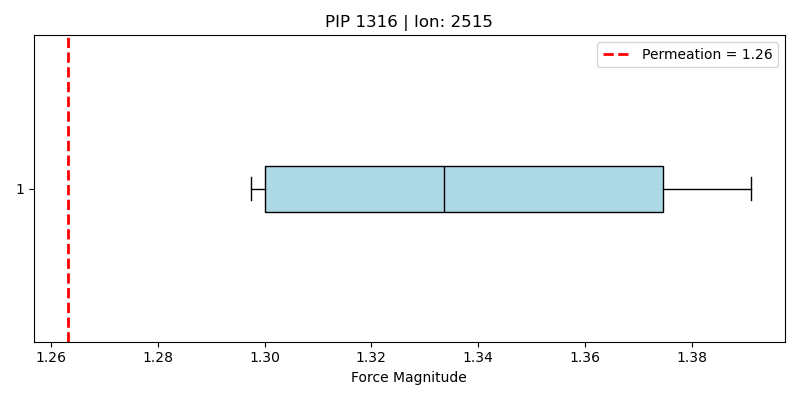 PIP 1316 | Ion: 2515
Permeation = 1.26
1
1.26 1.28 1.30 1.32 1.34 1.36 1.38
Force Magnitude